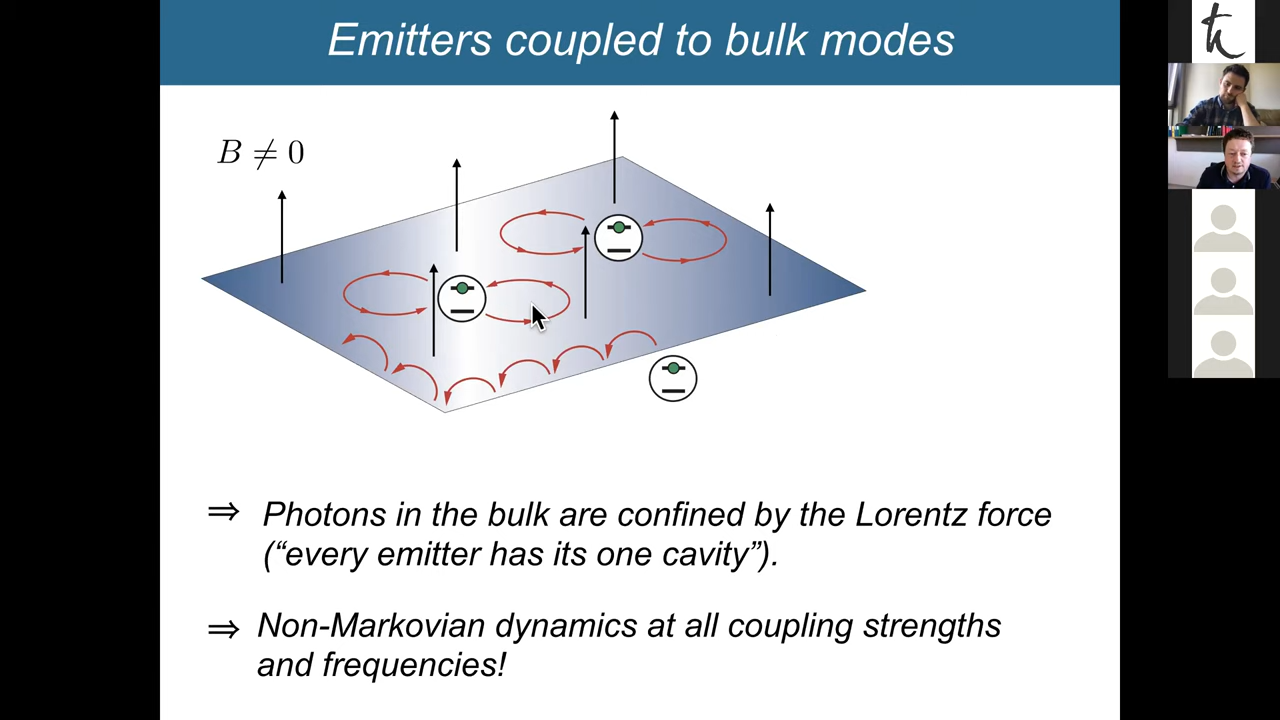 Emitters coupled to bulk modes
B ≠ 0
⇒ Photons in the bulk are confined by the Lorentz force
(“every emitter has its one cavity”).
⇒ Non-Markovian dynamics at all coupling strengths
and frequencies!